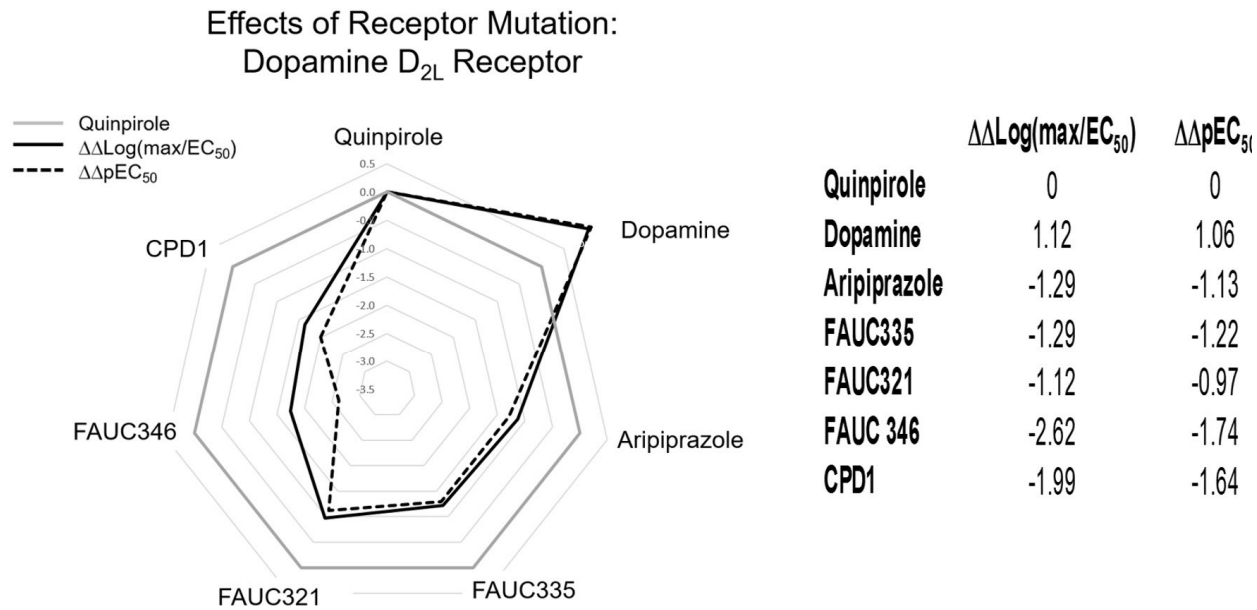 Effects of Receptor Mutation:
Dopamine D2L Receptor
Quinpirole
ΔΔLog(max/EC50)
ΔΔpEC50
Quinpirole
0.5
0.0
-1.0
-1.5
-2.5
-2.0
-3.0
-3.5
Dopamine
Aripiprazole
FAUC335
FAUC321
FAUC346
CPD1
ΔΔLog(max/EC50) ΔΔpEC50
Quinpirole 0 0
Dopamine 1.12 1.06
Aripiprazole -1.29 -1.13
FAUC335 -1.29 -1.22
FAUC321 -1.12 -0.97
FAUC 346 -2.62 -1.74
CPD1 -1.99 -1.64